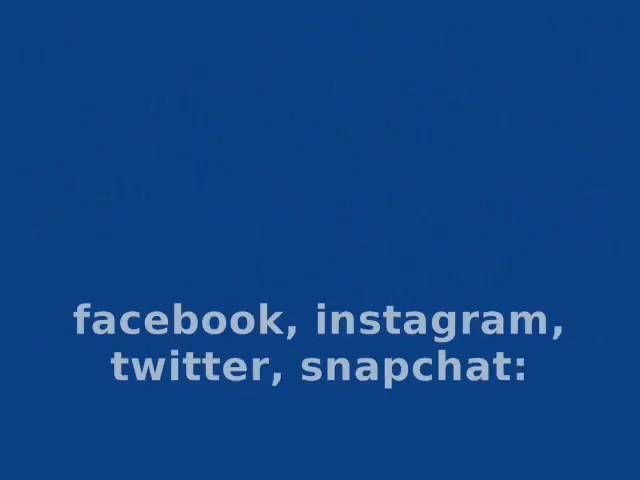 facebook, instagram,
twitter, snapchat: